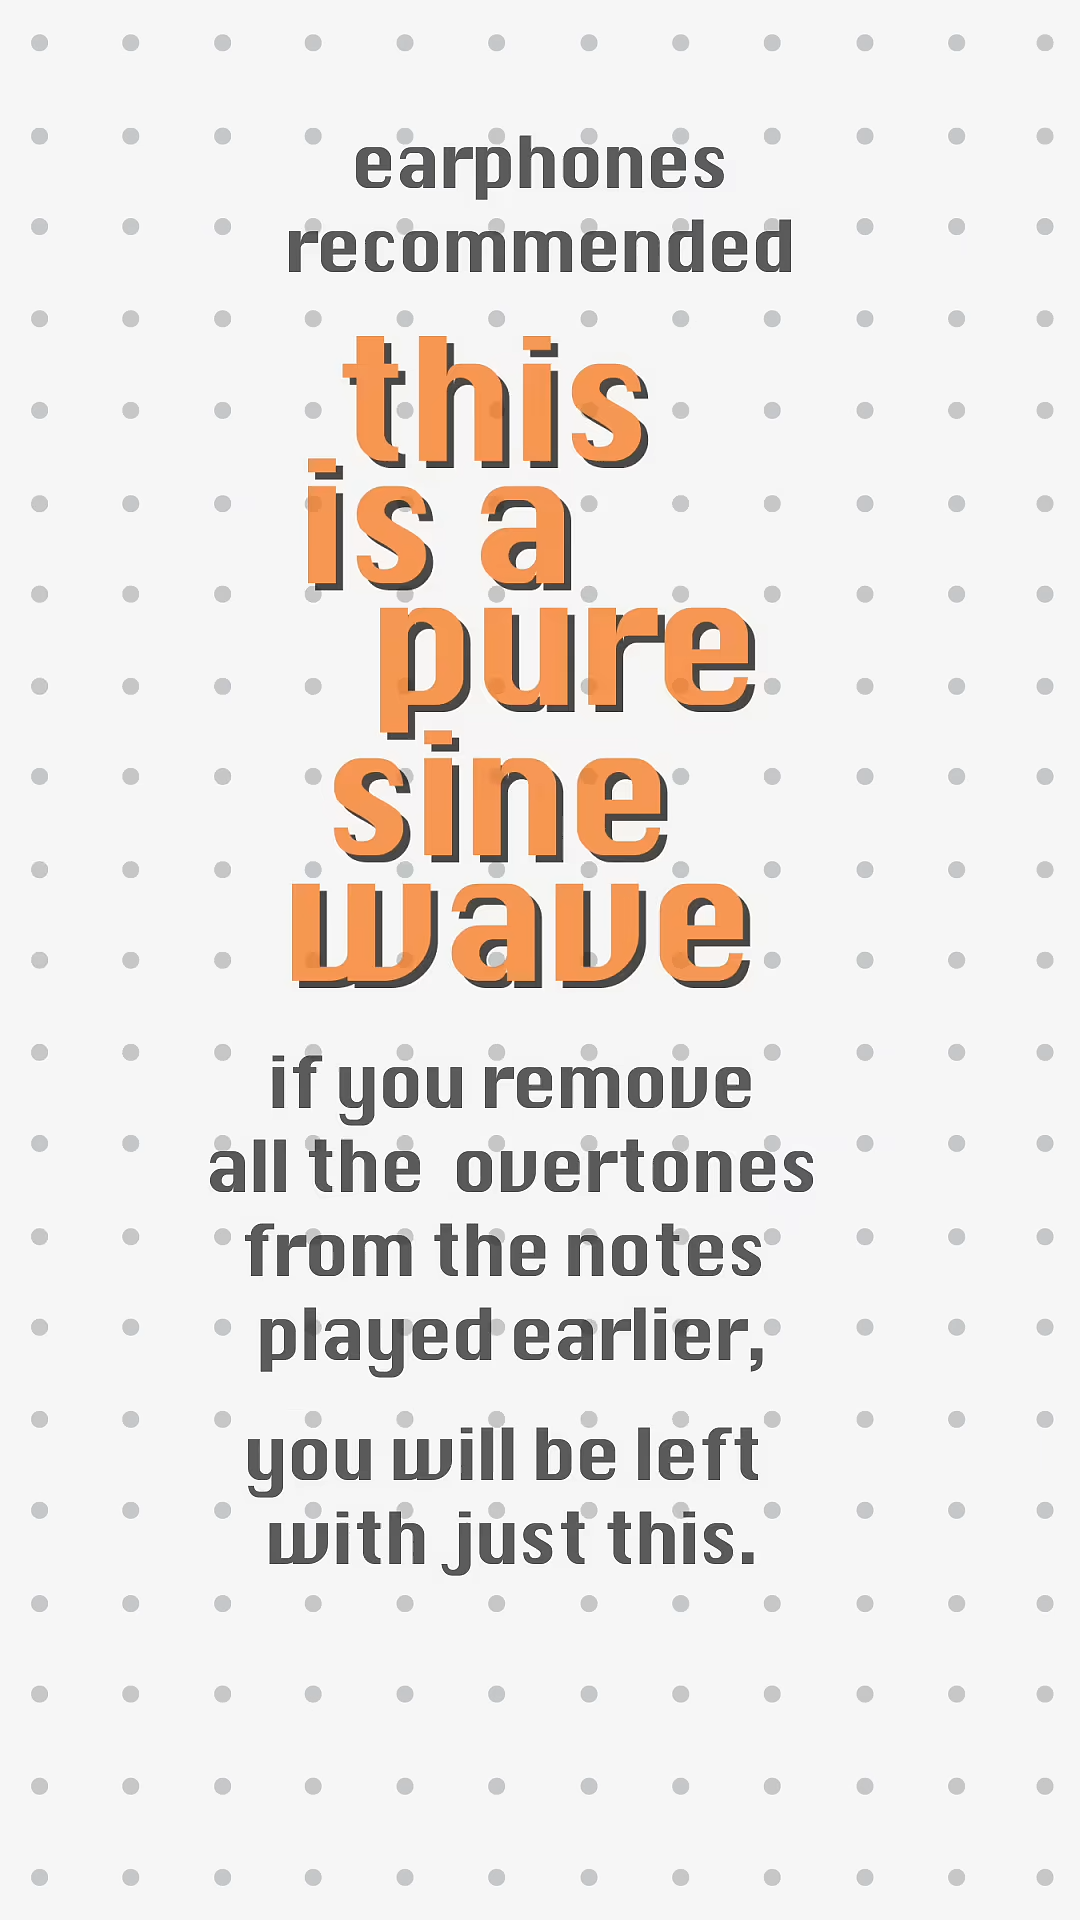 earphones
recommended
this
is a
pure
sine
wave
if you remove
all the overtones
from the notes
played earlier,
you will be left
with just this.